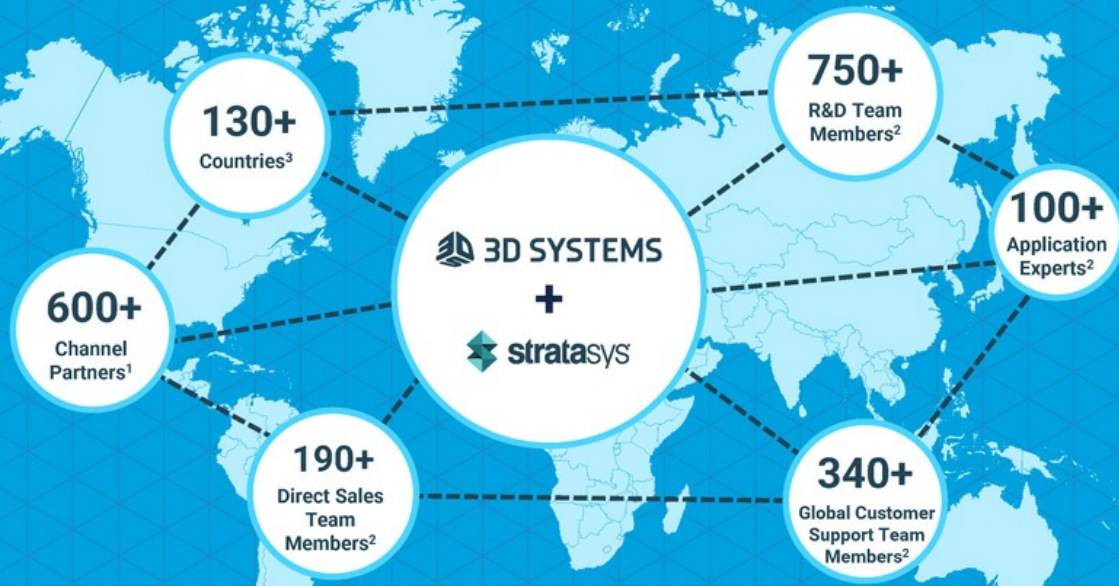 130+
Countries³
750+
R&D Team
Members²
100+
Application
Experts²
600+
Channel
Partners¹
3D SYSTEMS
+
stratasys
190+
Direct Sales
Team
Members²
340+
Global Customer
Support Team
Members²